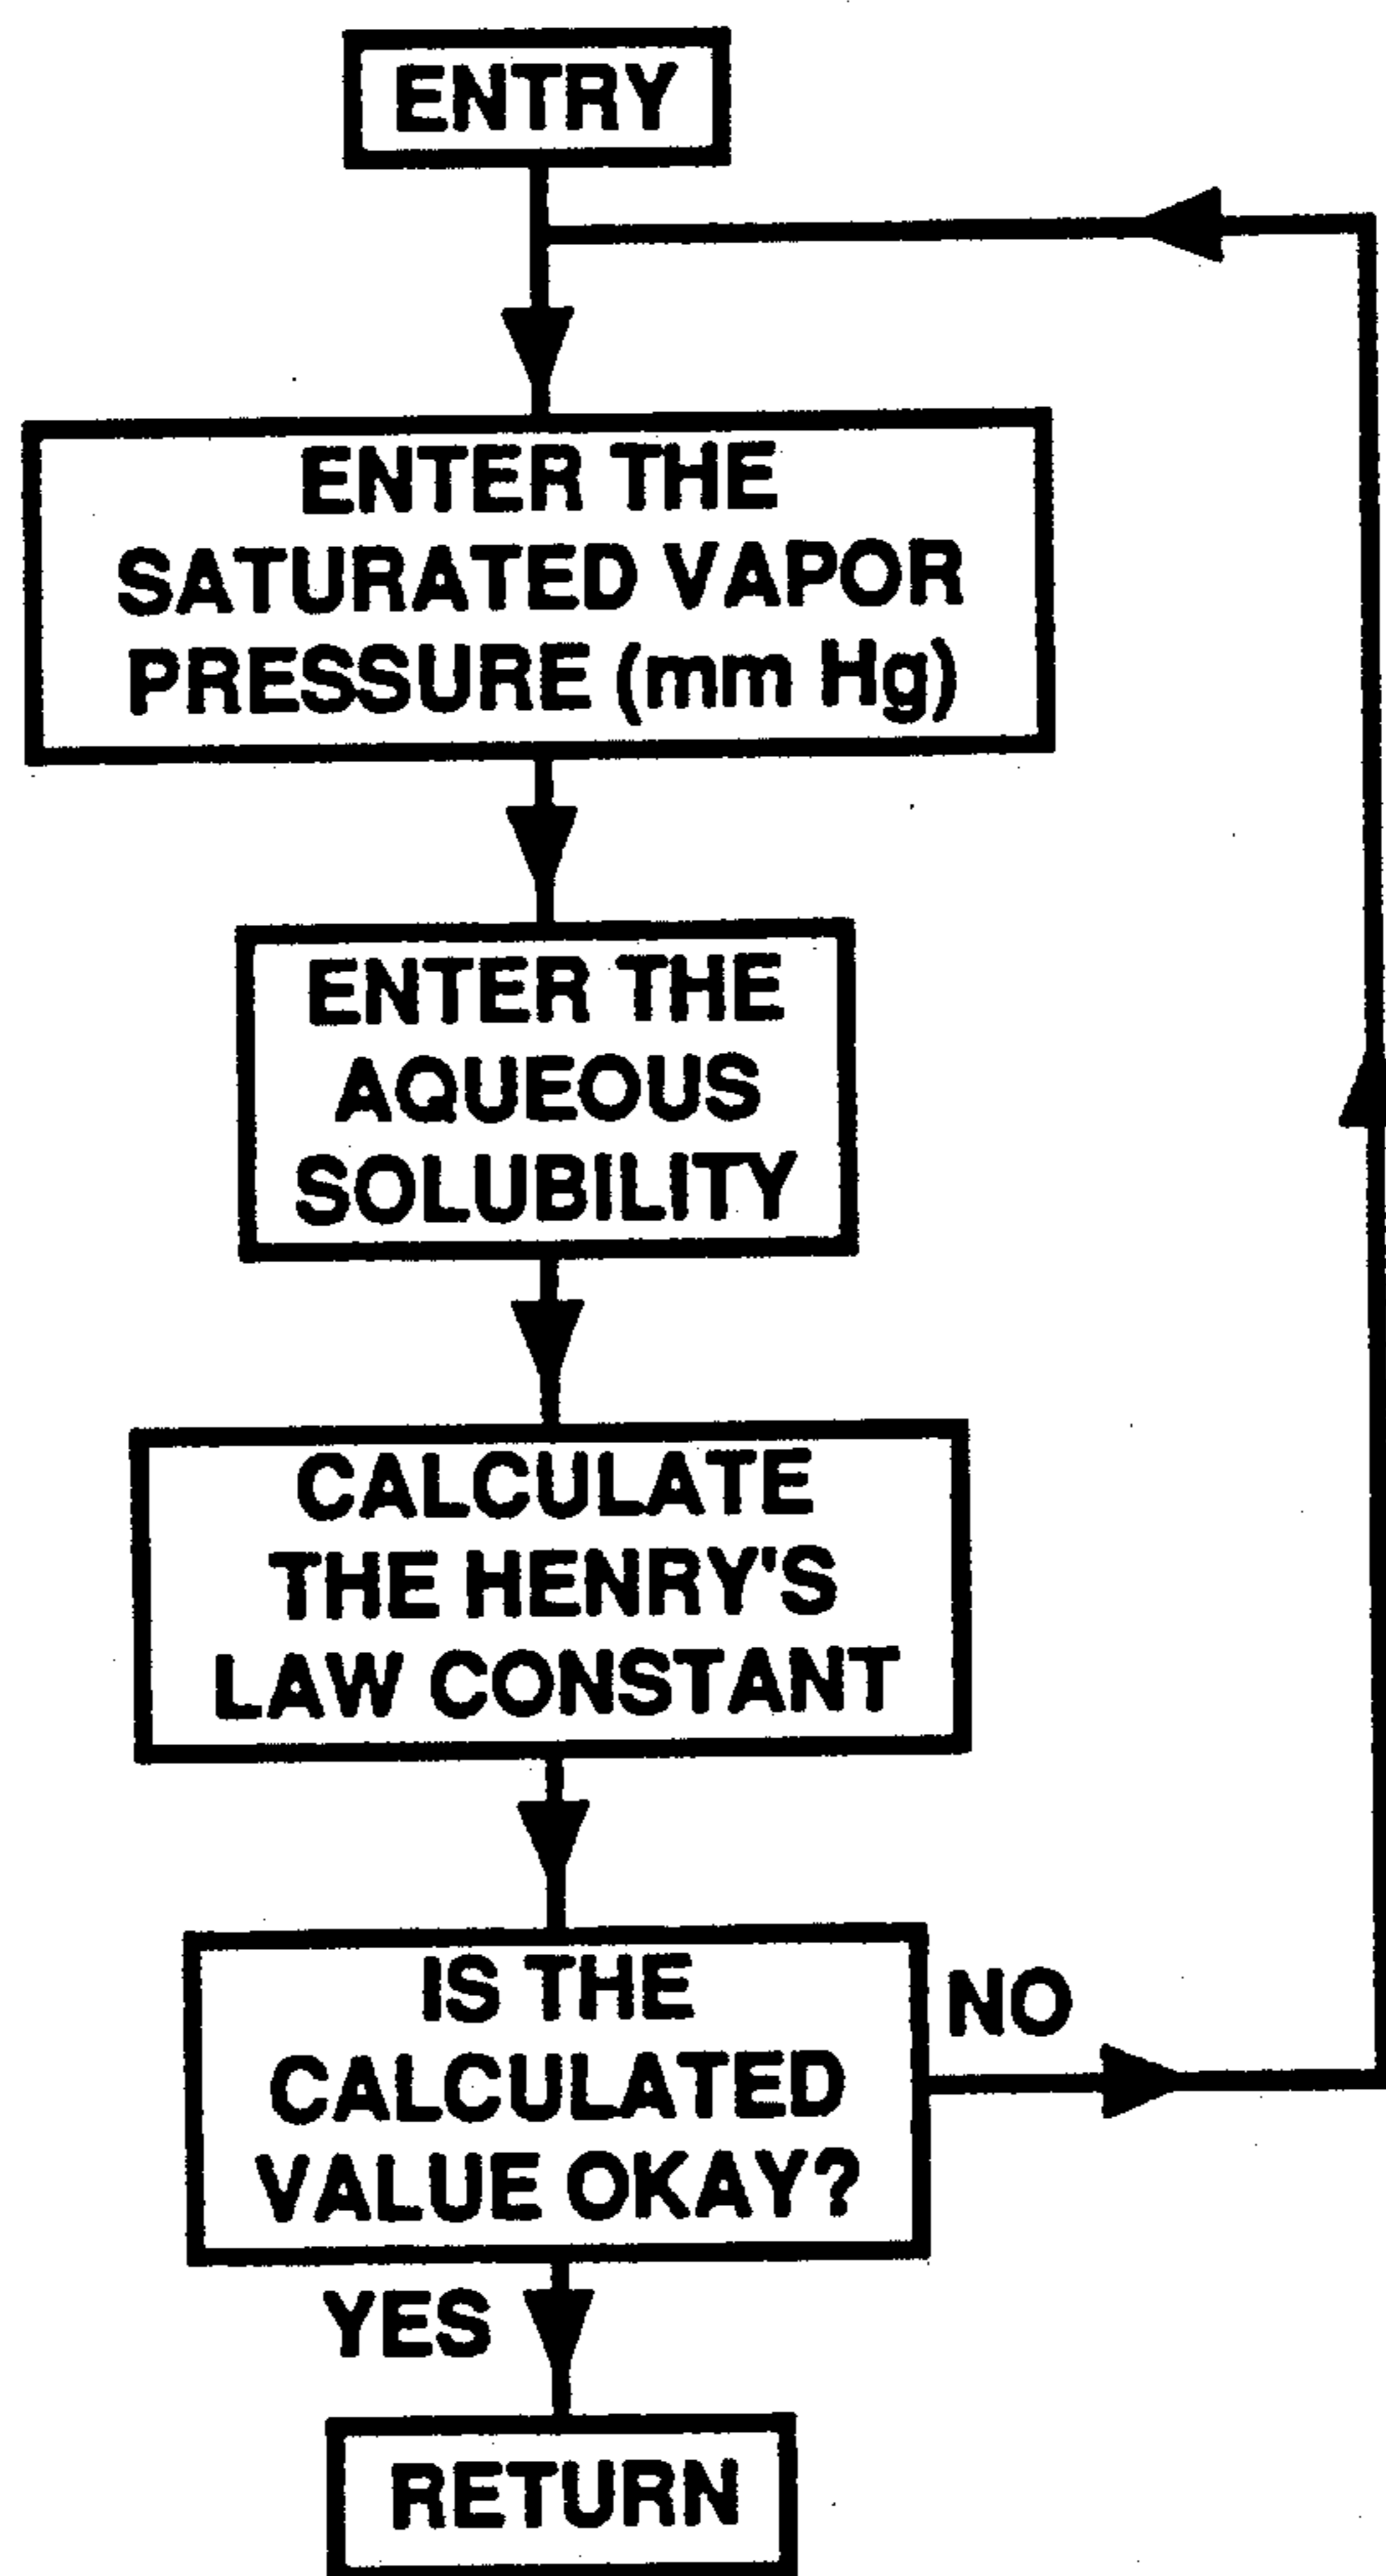 ENTRY
ENTER THE
SATURATED VAPOR
PRESSURE (mm Hg)
ENTER THE
AQUEOUS
SOLUBILITY
CALCULATE
THE HENRY'S
LAW CONSTANT
IS THE
CALCULATED
VALUE OKAY?
NO
YES
RETURN